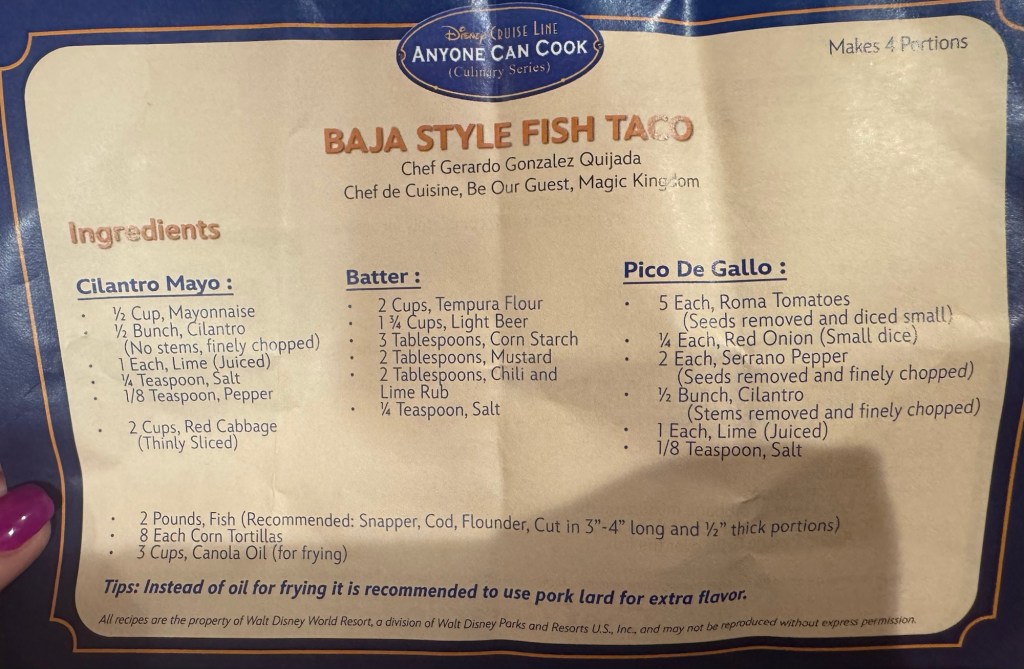 Disney CRUISE LINE
ANYONE CAN COOK
(Culinary Series)
Makes 4 Portions
BAJA STYLE FISH TACO
Chef Gerardo Gonzalez Quijada
Chef de Cuisine, Be Our Guest, Magic Kingdom
Ingredients
Cilantro Mayo :
• ½ Cup, Mayonnaise
• ½ Bunch, Cilantro
(No stems, finely chopped)
• 1 Each, Lime (Juiced)
• ¼ Teaspoon, Salt
• 1/8 Teaspoon, Pepper
• 2 Cups, Red Cabbage
(Thinly Sliced)
Batter :
• 2 Cups, Tempura Flour
• 1 ¾ Cups, Light Beer
• 3 Tablespoons, Corn Starch
• 2 Tablespoons, Mustard
• 2 Tablespoons, Chili and
Lime Rub
• ¼ Teaspoon, Salt
Pico De Gallo :
• 5 Each, Roma Tomatoes
(Seeds removed and diced small)
• ¼ Each, Red Onion (Small dice)
• 2 Each, Serrano Pepper
(Seeds removed and finely chopped)
• ½ Bunch, Cilantro
(Stems removed and finely chopped)
• 1 Each, Lime (Juiced)
• 1/8 Teaspoon, Salt
• 2 Pounds, Fish (Recommended: Snapper, Cod, Flounder, Cut in 3”-4” long and ½” thick portions)
• 8 Each Corn Tortillas
• 3 Cups, Canola Oil (for frying)
Tips: Instead of oil for frying it is recommended to use pork lard for extra flavor.
All recipes are the property of Walt Disney World Resort, a division of Walt Disney Parks and Resorts U.S., Inc., and may not be reproduced without express permission.